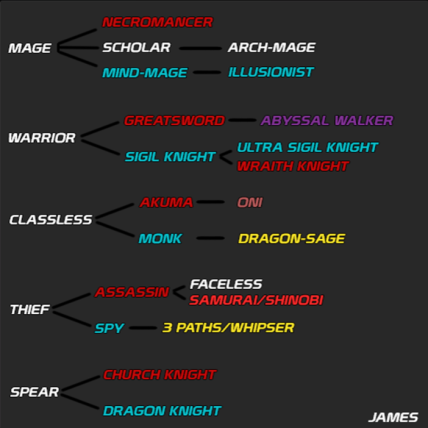 NECROMANCER
MAGE SCHOLAR ARCH-MAGE
MIND-MAGE ILLUSIONIST
GREATSWORD ABYSSAL WALKER
WARRIOR
SIGIL KNIGHT ULTRA SIGIL KNIGHT
WRAITH KNIGHT
AKUMA ONI
CLASSLESS
MONK DRAGON-SAGE
ASSASSIN FACELESS
SAMURAI/SHINOBI
THIEF
SPY 3 PATHS/WHIPSER
CHURCH KNIGHT
SPEAR
DRAGON KNIGHT
JAMES